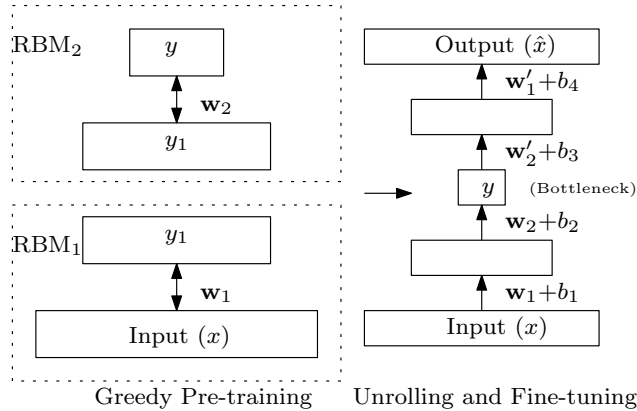 RBM₂
y
w₂
y₁
RBM₁
y₁
w₁
Input (x)
Greedy Pre-training
Output (x̂)
w′₁+b₄
w′₂+b₃
y (Bottleneck)
w₂+b₂
w₁+b₁
Input (x)
Unrolling and Fine-tuning